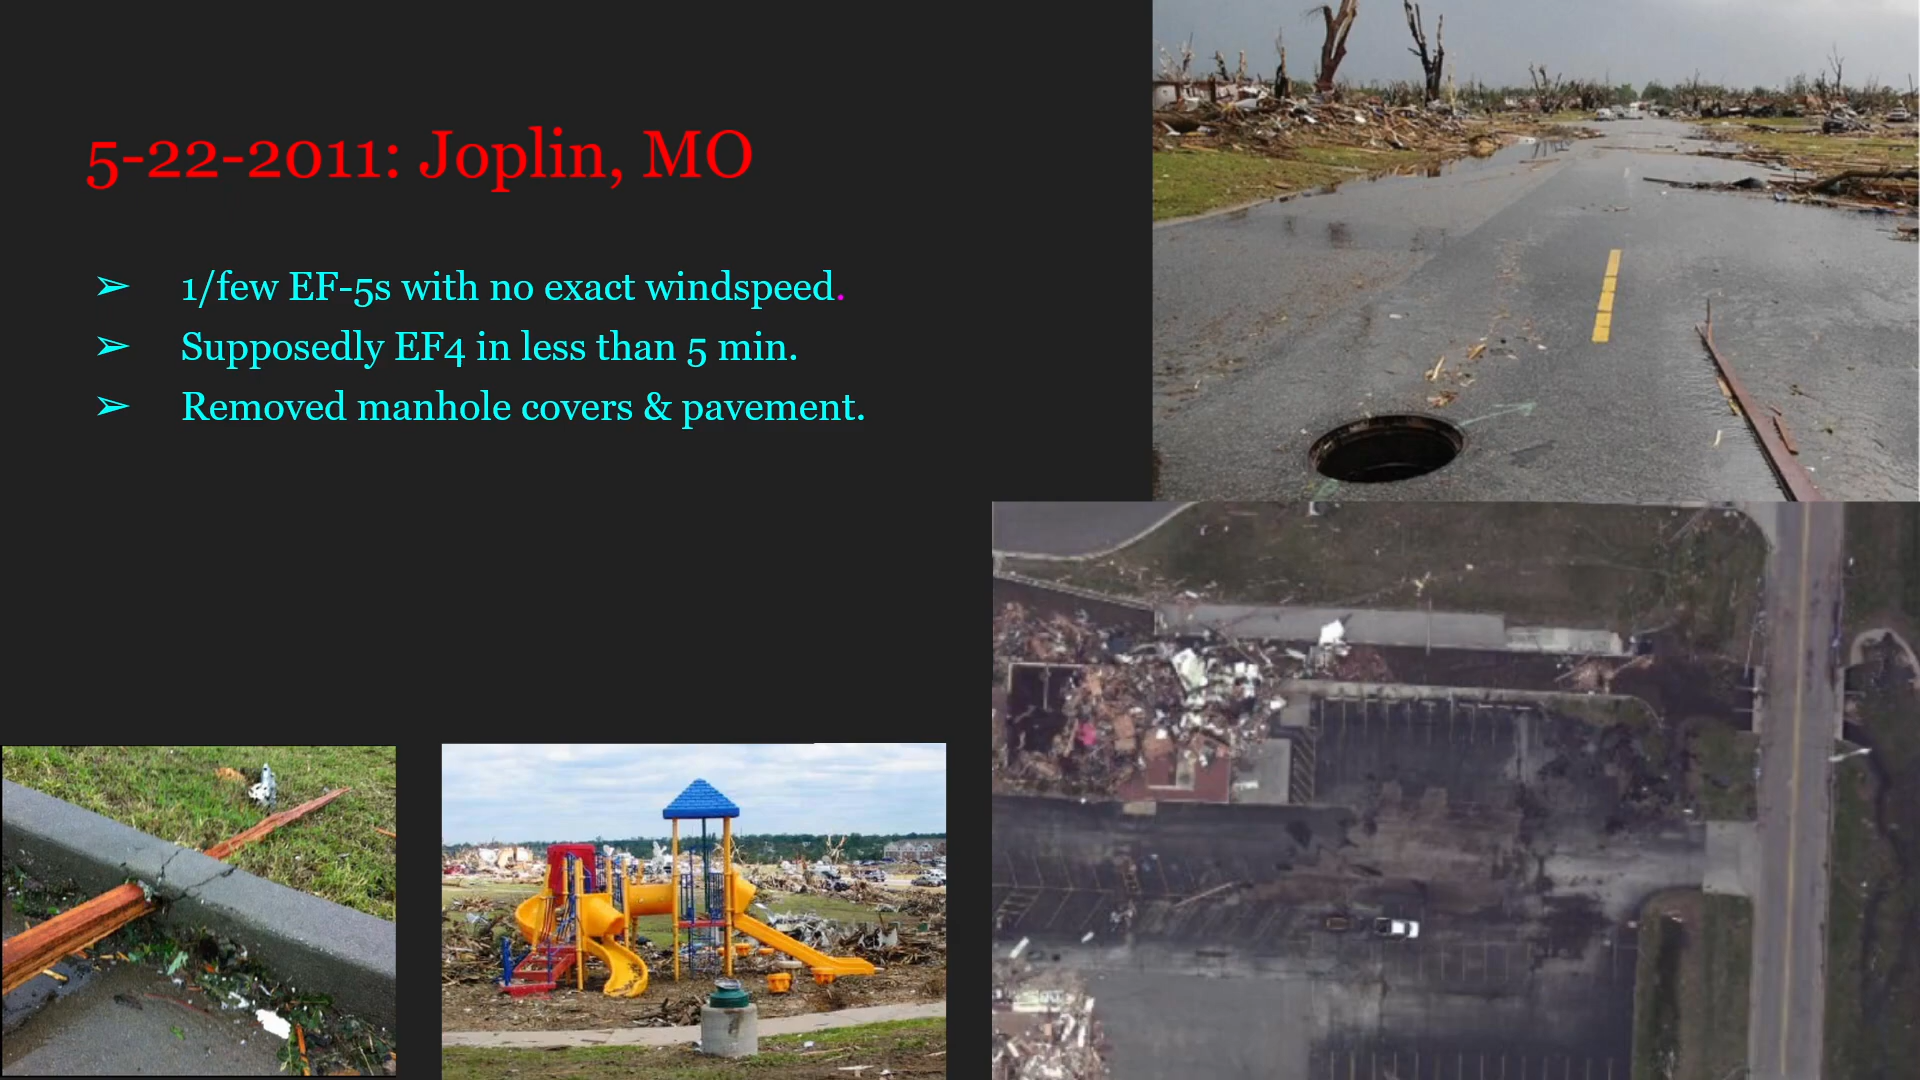 5-22-2011: Joplin, MO
➢ 1/few EF-5s with no exact windspeed.
➢ Supposedly EF4 in less than 5 min.
➢ Removed manhole covers & pavement.